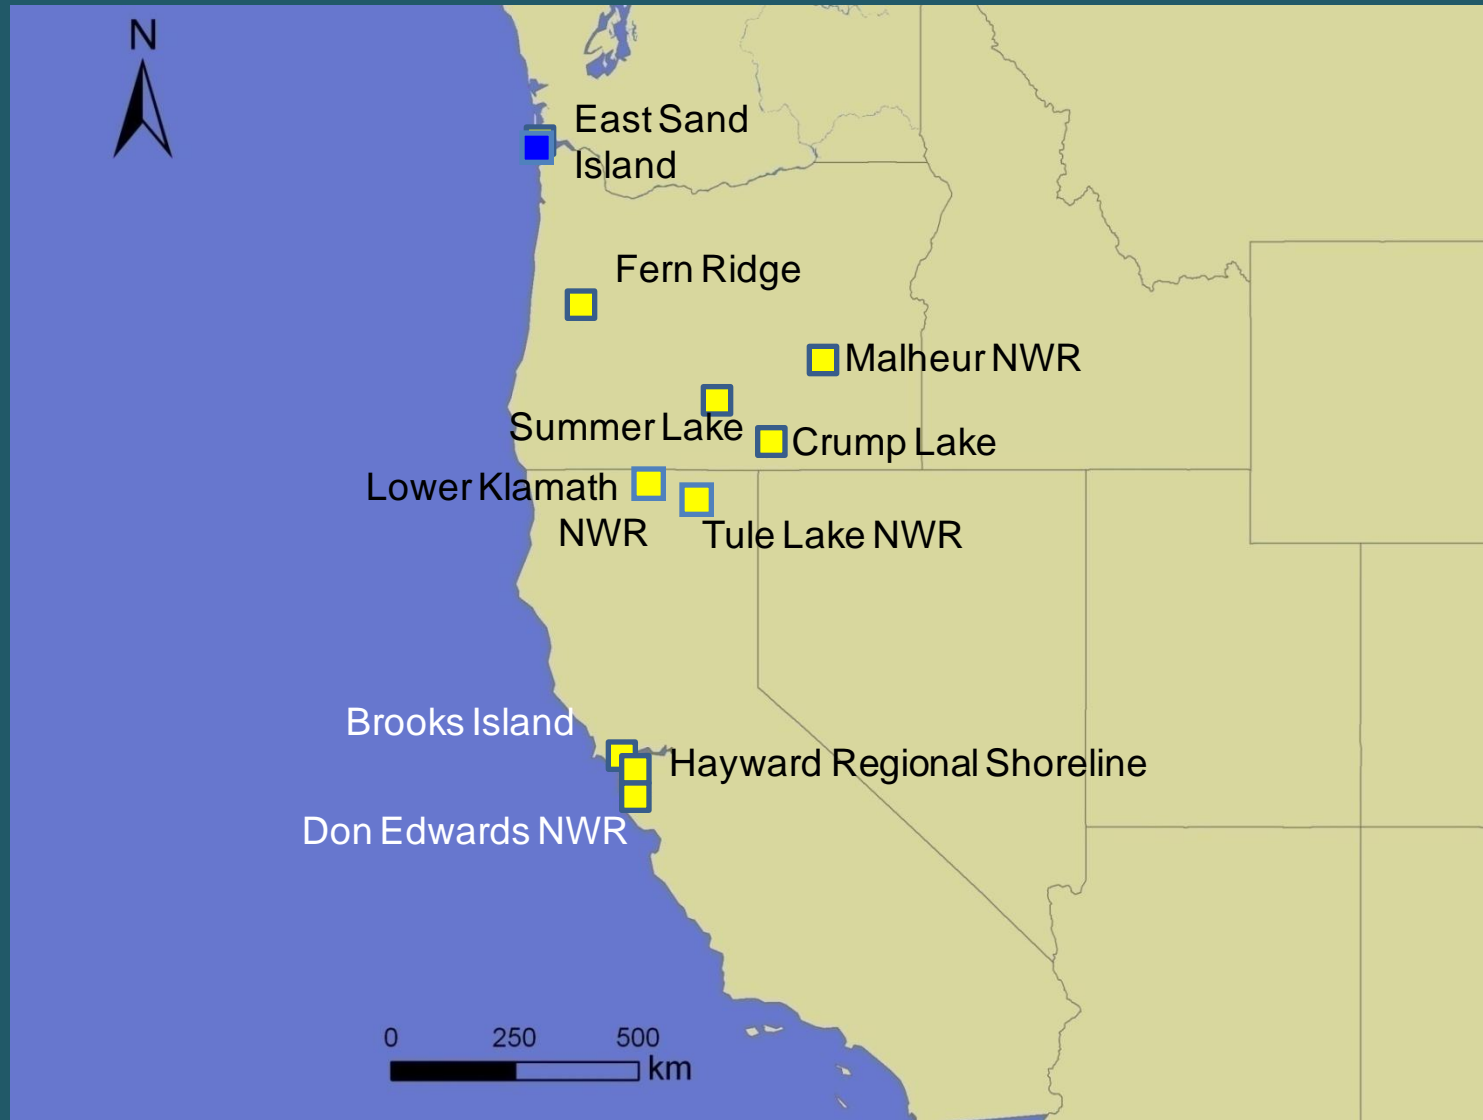 N
East Sand
Island
Fern Ridge
Malheur NWR
Summer Lake
Crump Lake
Lower Klamath
NWR
Tule Lake NWR
Brooks Island
Hayward Regional Shoreline
Don Edwards NWR
0 250 500
km